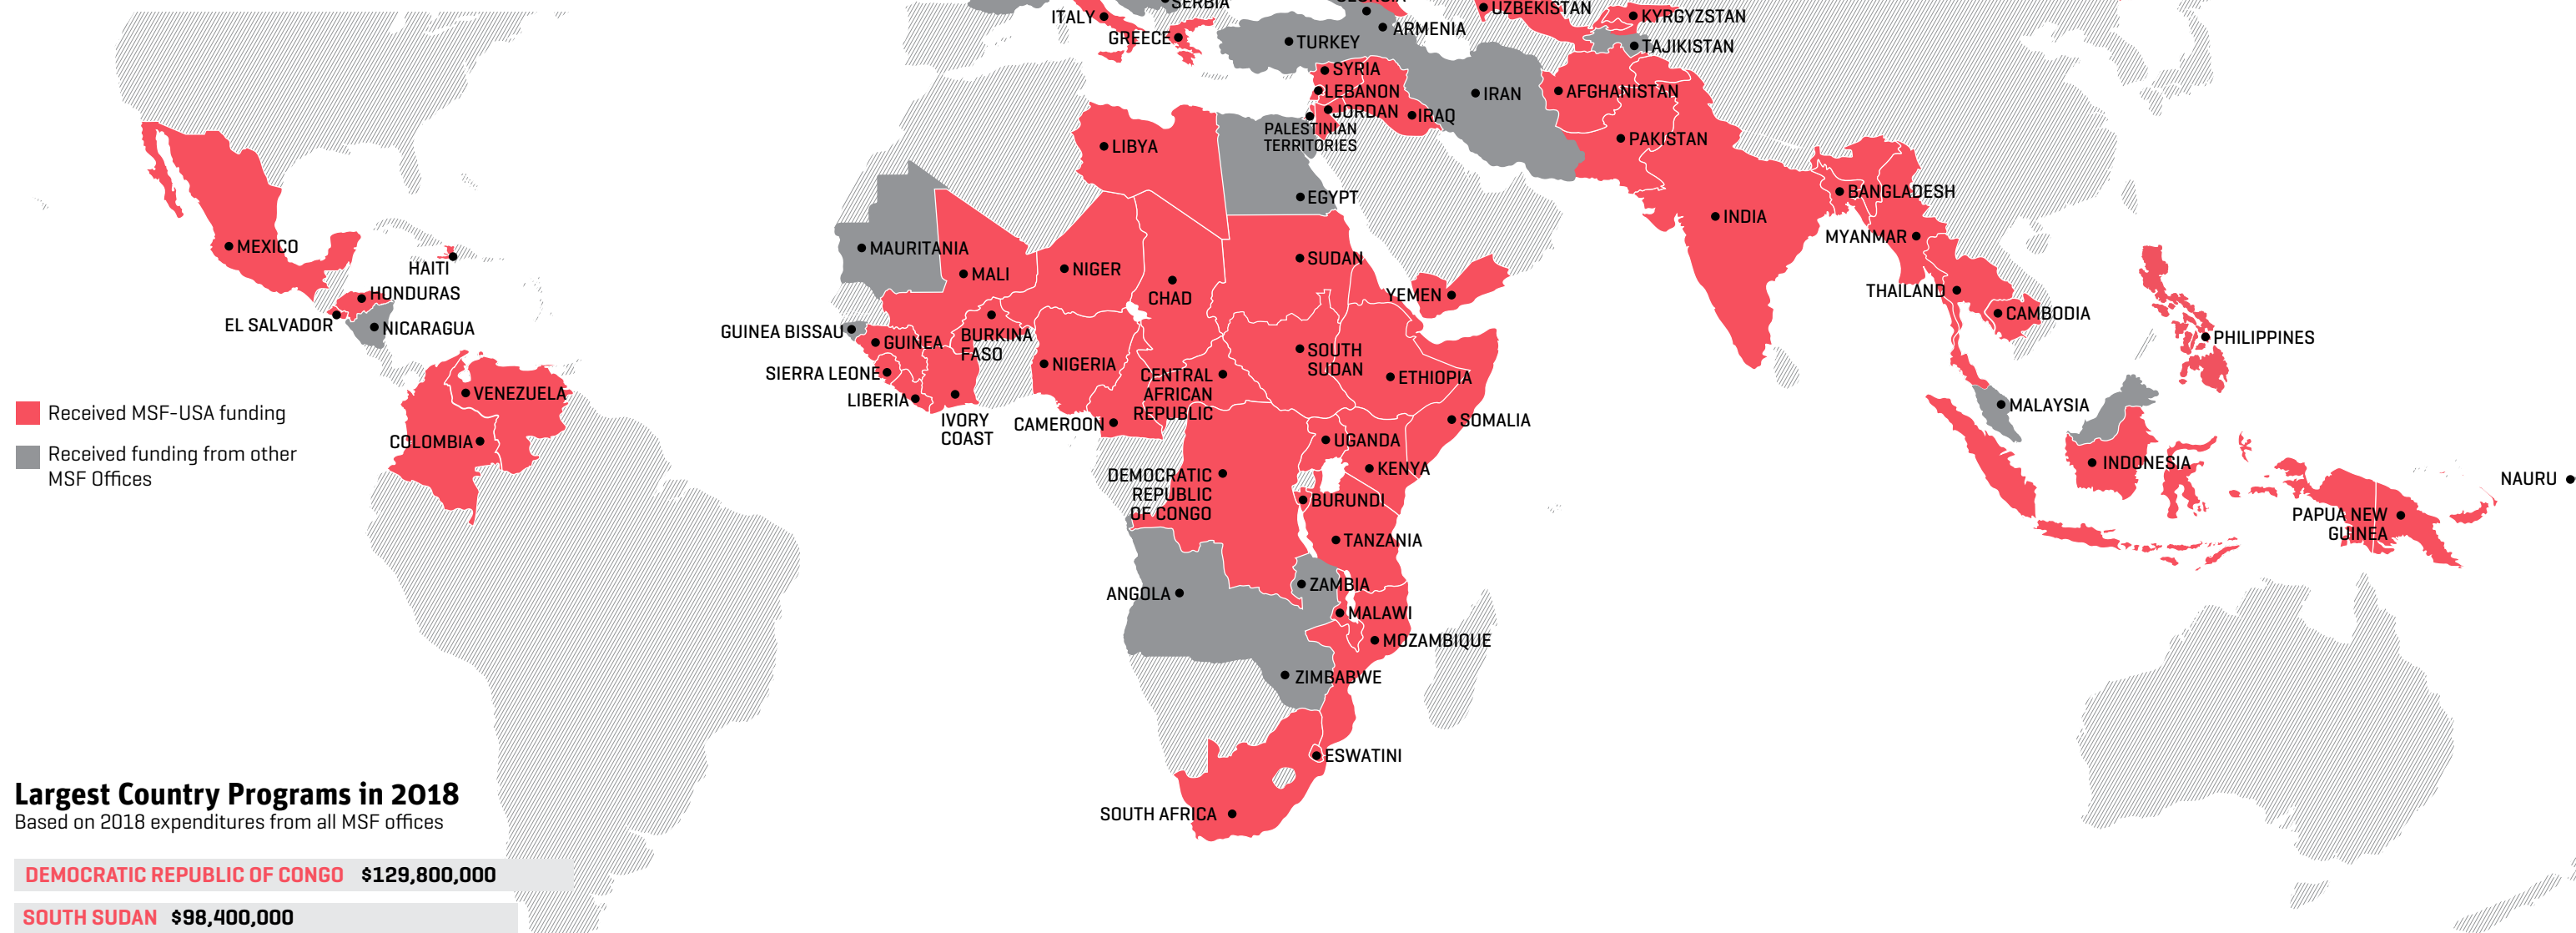 SERBIA
ITALY
GREECE
TURKEY
ARMENIA
UZBEKISTAN
KYRGYZSTAN
TAJIKISTAN
SYRIA
LEBANON
JORDAN
IRAQ
PALESTINIAN
TERRITORIES
IRAN
AFGHANISTAN
PAKISTAN
LIBYA
EGYPT
BANGLADESH
INDIA
MYANMAR
MEXICO
HAITI
HONDURAS
EL SALVADOR
NICARAGUA
MAURITANIA
MALI
NIGER
CHAD
SUDAN
YEMEN
THAILAND
CAMBODIA
PHILIPPINES
GUINEA BISSAU
GUINEA
BURKINA
FASO
SIERRA LEONE
LIBERIA
IVORY
COAST
NIGERIA
CENTRAL
AFRICAN
REPUBLIC
CAMEROON
SOUTH
SUDAN
ETHIOPIA
SOMALIA
VENEZUELA
COLOMBIA
Received MSF-USA funding
Received funding from other
MSF Offices
UGANDA
KENYA
DEMOCRATIC
REPUBLIC
OF CONGO
BURUNDI
TANZANIA
MALAYSIA
INDONESIA
PAPUA NEW
GUINEA
NAURU
ANGOLA
ZAMBIA
MALAWI
MOZAMBIQUE
ZIMBABWE
ESWATINI
SOUTH AFRICA
Largest Country Programs in 2018
Based on 2018 expenditures from all MSF offices
DEMOCRATIC REPUBLIC OF CONGO $129,800,000
SOUTH SUDAN $98,400,000